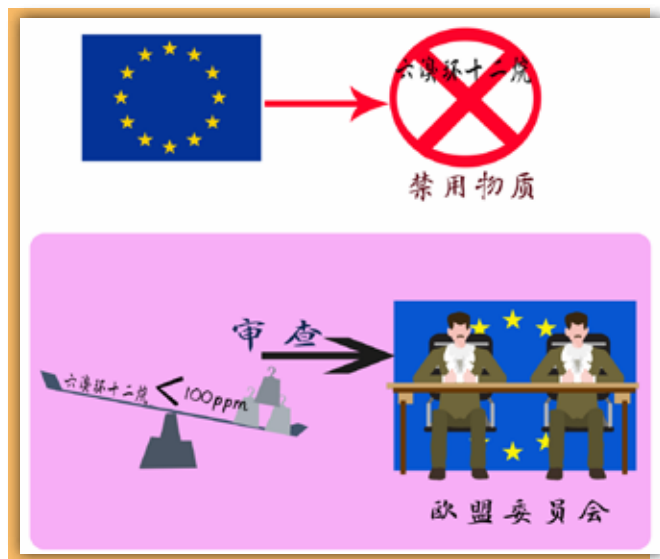 六溴环十二烷
禁用物质
审查
六溴环十二烷 < 100ppm
欧盟委员会